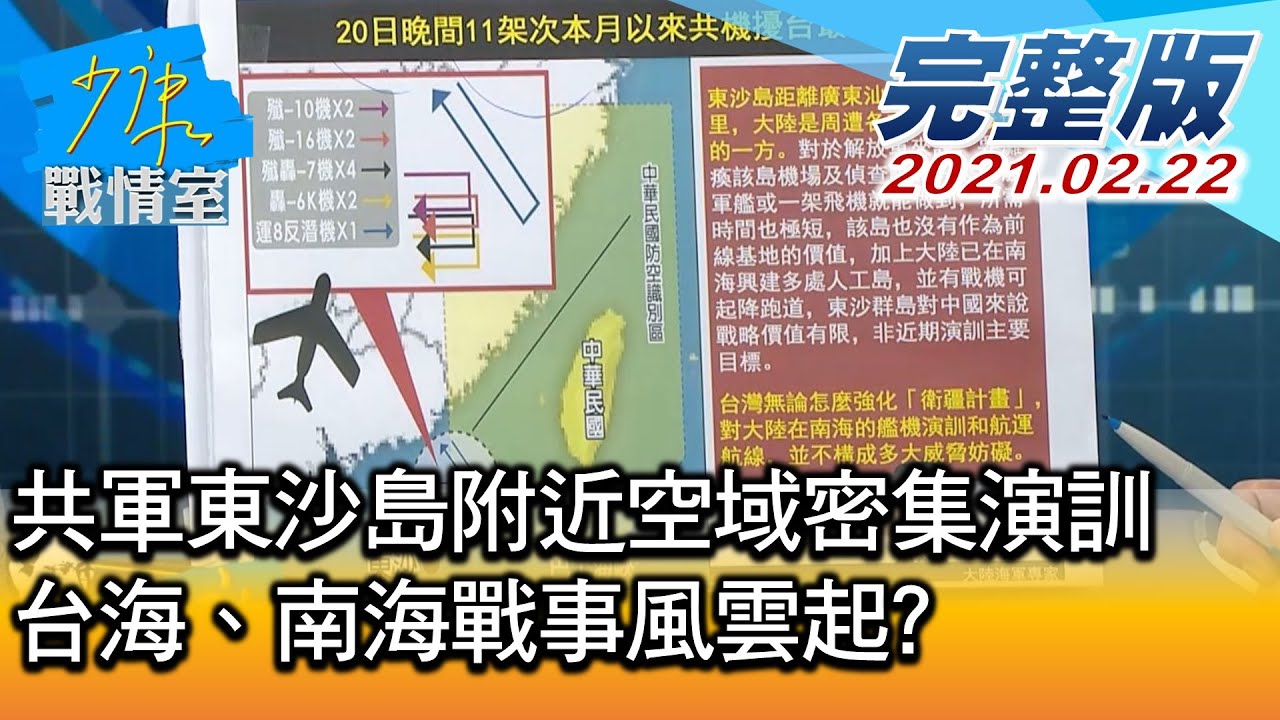 20日晚間11架次本月以來共機擾台
少康
戰情室
完整版
2021.02.22
殲-10機X2
殲-16機X2
殲轟-7機X4
轟-6K機X2
運8反潛機X1
中華民國防空識別區
中華民國
東沙島距離廣東汕
里，大陸是周遭
的一方。對於解放
癱該島機場及偵查
軍艦或一架飛機就能做到，所需
時間也極短，該島也沒有作為前
線基地的價值，加上大陸已在南
海興建多處人工島，並有戰機可
起降跑道，東沙群島對中國來說
戰略價值有限，非近期演訓主要
目標。
台灣無論怎麼強化「衛疆計畫」，
對大陸在南海的艦機演訓和航運
航線，並不構成多大威脅妨礙。
大陸海軍專家
共軍東沙島附近空域密集演訓
台海、南海戰事風雲起?